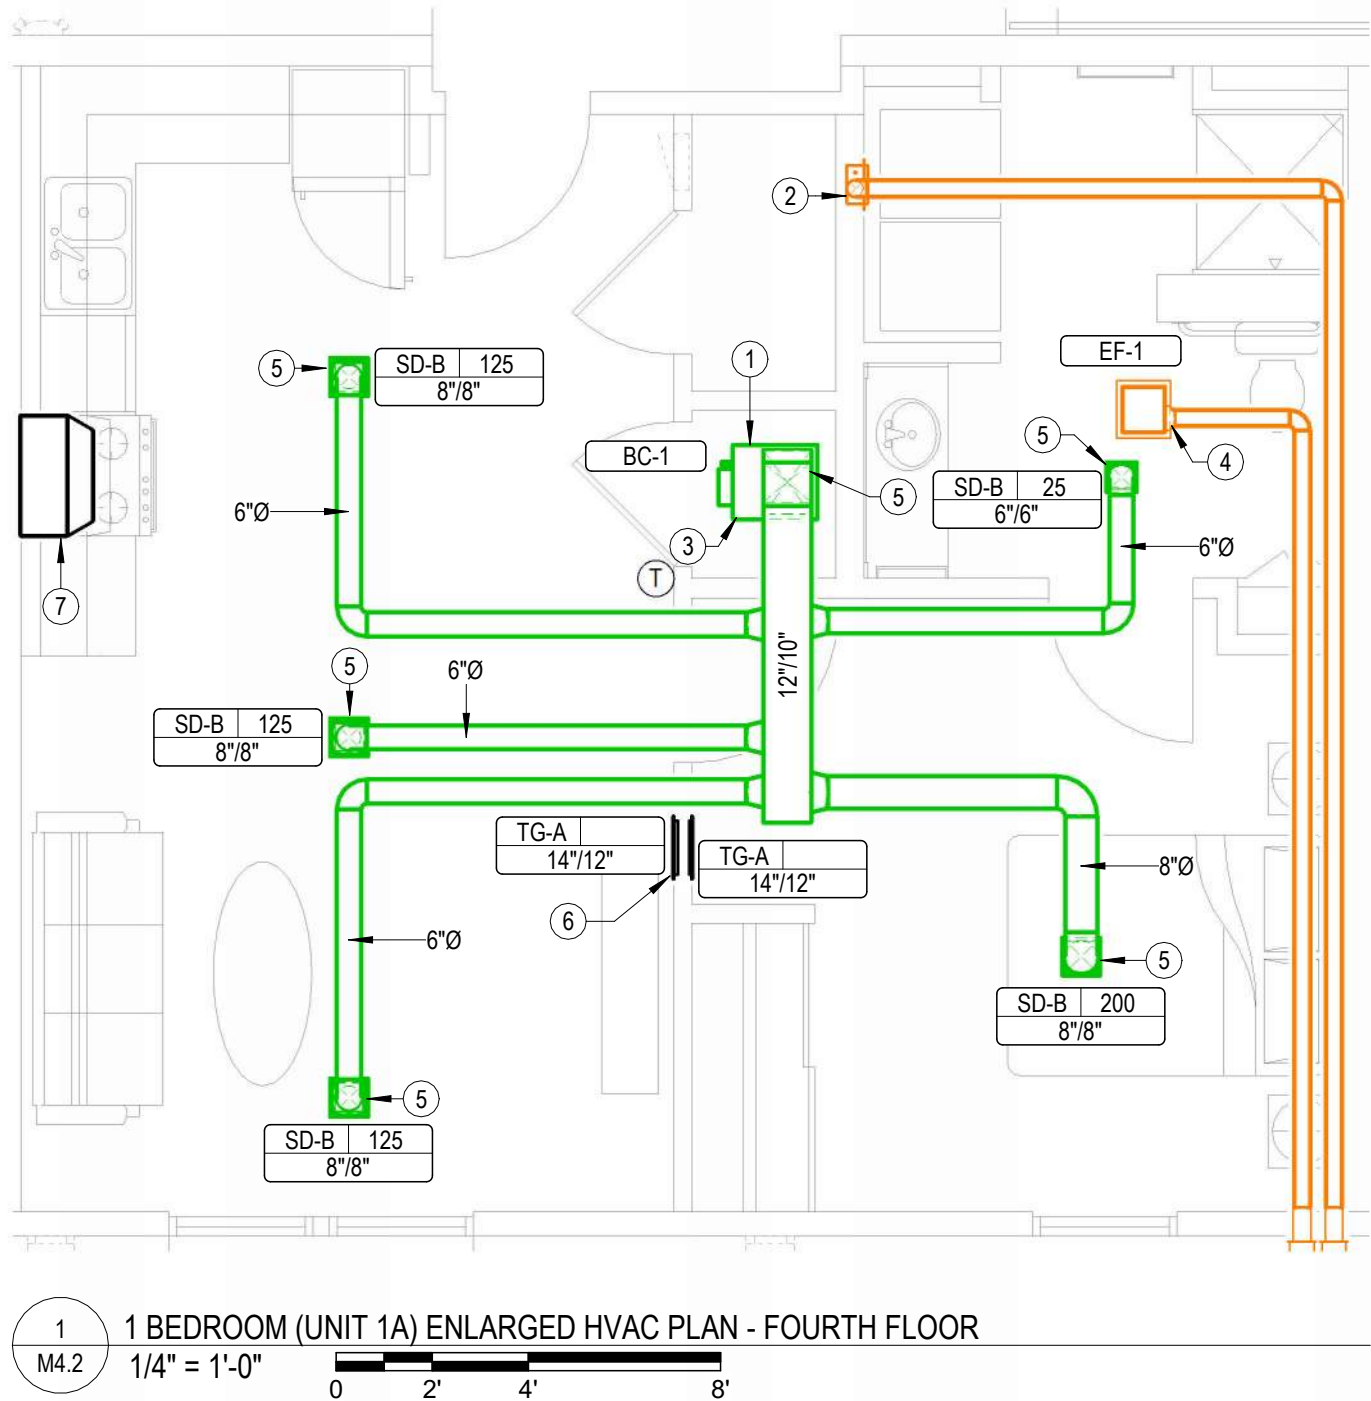 2
EF-1
5 SD-B 125
8"/8"
1
BC-1
5
4
5
SD-B 25
6"/6"
6"Ø
3
6"Ø
T
7
12"/10"
5
6"Ø
SD-B 125
8"/8"
TG-A
14"/12"
TG-A
14"/12"
8"Ø
6
6"Ø
5
SD-B 200
8"/8"
5
SD-B 125
8"/8"
1
M4.2
1 BEDROOM (UNIT 1A) ENLARGED HVAC PLAN - FOURTH FLOOR
1/4" = 1'-0"
0 2' 4' 8'